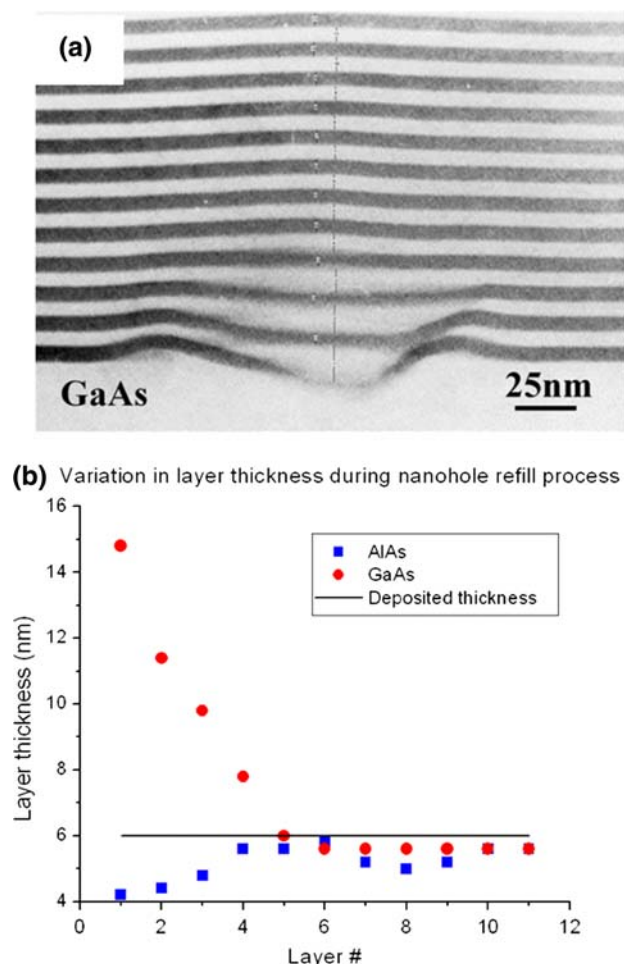 (a)
GaAs
25nm
(b) Variation in layer thickness during nanohole refill process
16
14
12
10
8
6
4
Layer thickness (nm)
AlAs
GaAs
Deposited thickness
0 2 4 6 8 10 12
Layer #